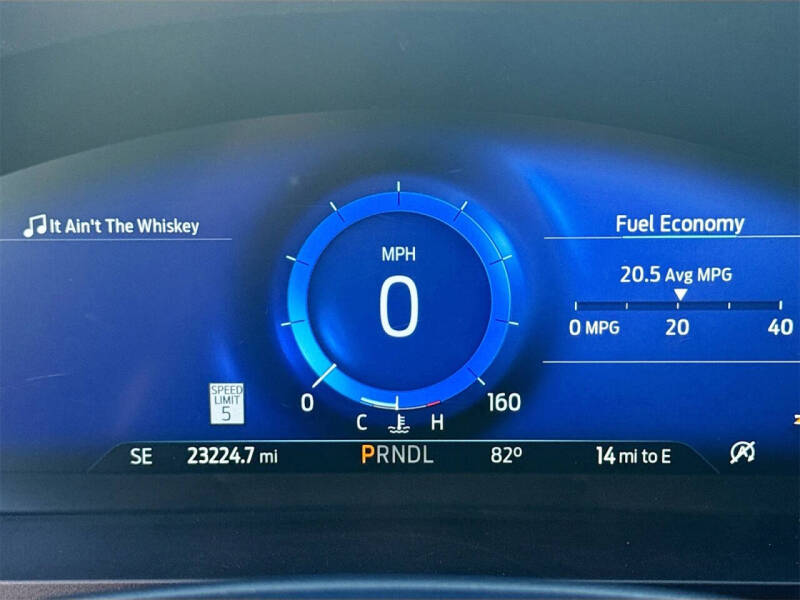 It Ain't The Whiskey
Fuel Economy
20.5 Avg MPG
0 MPG 20 40
MPH
0
0 160
C H
SPEED
LIMIT
5
SE 23224.7 mi PRNDL 82° 14 mi to E
A